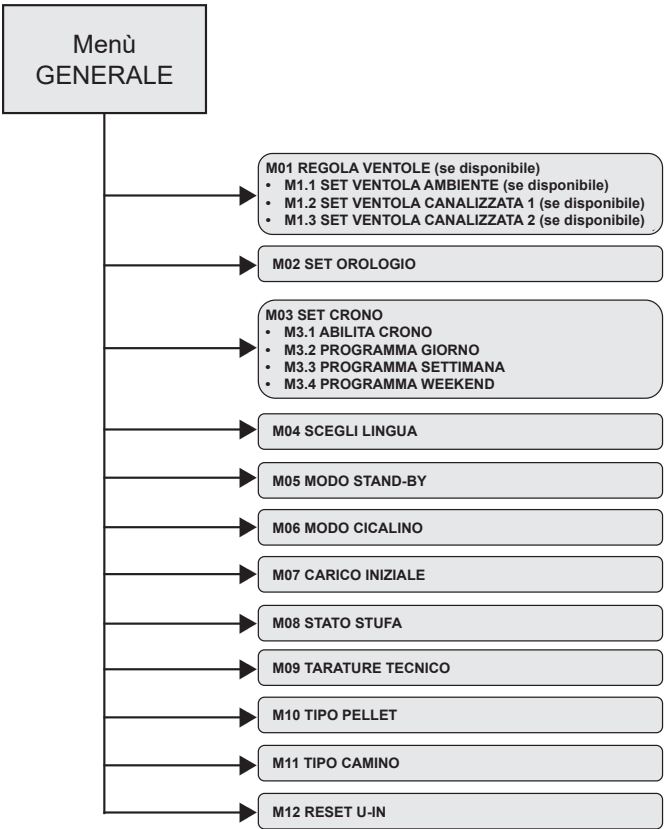 Menù
GENERALE
M01 REGOLA VENTOLE (se disponibile)
• M1.1 SET VENTOLA AMBIENTE (se disponibile)
• M1.2 SET VENTOLA CANALIZZATA 1 (se disponibile)
• M1.3 SET VENTOLA CANALIZZATA 2 (se disponibile)
M02 SET OROLOGIO
M03 SET CRONO
• M3.1 ABILITA CRONO
• M3.2 PROGRAMMA GIORNO
• M3.3 PROGRAMMA SETTIMANA
• M3.4 PROGRAMMA WEEKEND
M04 SCEGLI LINGUA
M05 MODO STAND-BY
M06 MODO CICALINO
M07 CARICO INIZIALE
M08 STATO STUFA
M09 TARATURE TECNICO
M10 TIPO PELLET
M11 TIPO CAMINO
M12 RESET U-IN